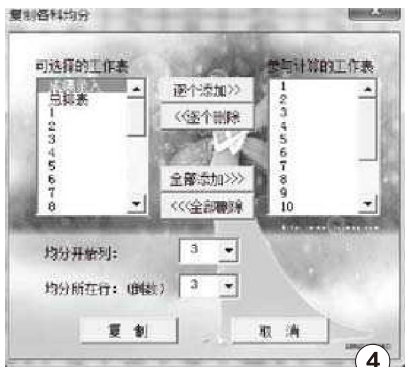 复制各科均分
可选择的工作表
参与计算的工作表
总排表
1
2
3
4
5
6
7
8
逐个添加>>
<<逐个删除
全部添加>>>
<<<全部删除
1
2
3
4
5
6
7
8
9
10
均分开始列:
3
均分所在行:(倒数)
3
复 制
取 消
4